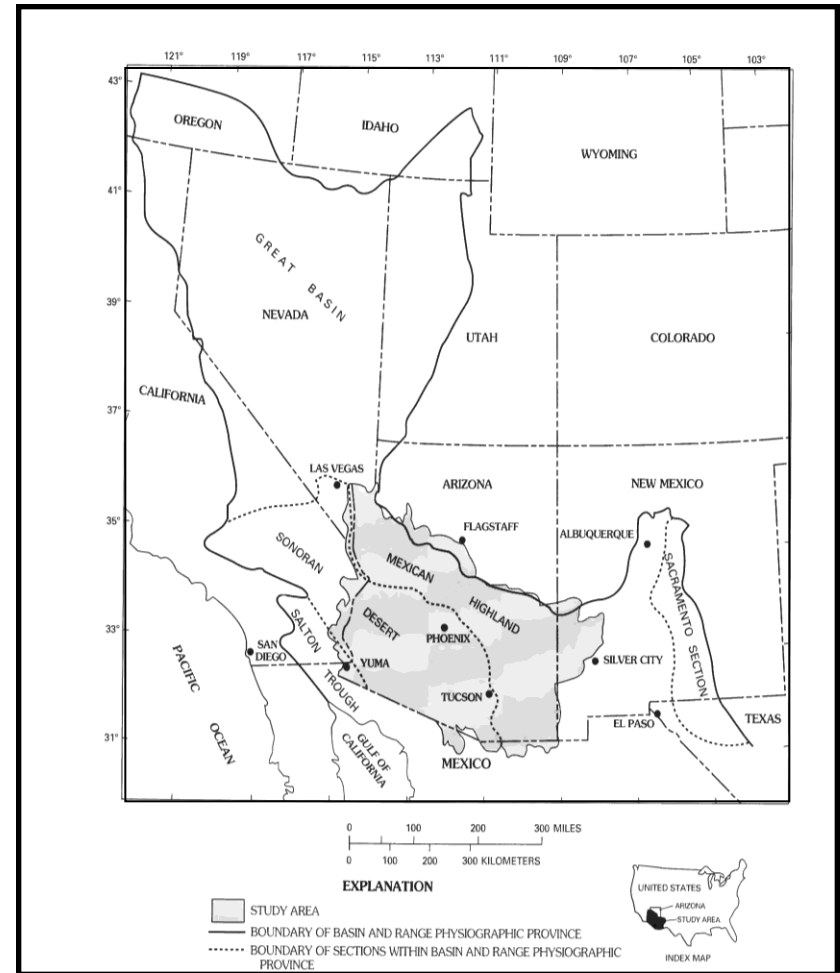 121° 119° 117° 115° 113° 111° 109° 107° 105° 103°
43°
OREGON
IDAHO
WYOMING
41°
GREAT BASIN
39°
NEVADA
UTAH
COLORADO
CALIFORNIA
37°
LAS VEGAS
ARIZONA
NEW MEXICO
35°
FLAGSTAFF
ALBUQUERQUE
SONORAN
MEXICAN
HIGHLAND
SACRAMENTO SECTION
DESERT
33°
SALTON
PHOENIX
SAN
DIEGO
YUMA
SILVER CITY
PACIFIC
TROUGH
TUCSON
OCEAN
EL PASO
TEXAS
31°
GULF OF
CALIFORNIA
MEXICO
0 100 200 300 MILES
0 100 200 300 KILOMETERS
EXPLANATION
STUDY AREA
BOUNDARY OF BASIN AND RANGE PHYSIOGRAPHIC PROVINCE
BOUNDARY OF SECTIONS WITHIN BASIN AND RANGE PHYSIOGRAPHIC
PROVINCE
UNITED STATES
ARIZONA
STUDY AREA
INDEX MAP